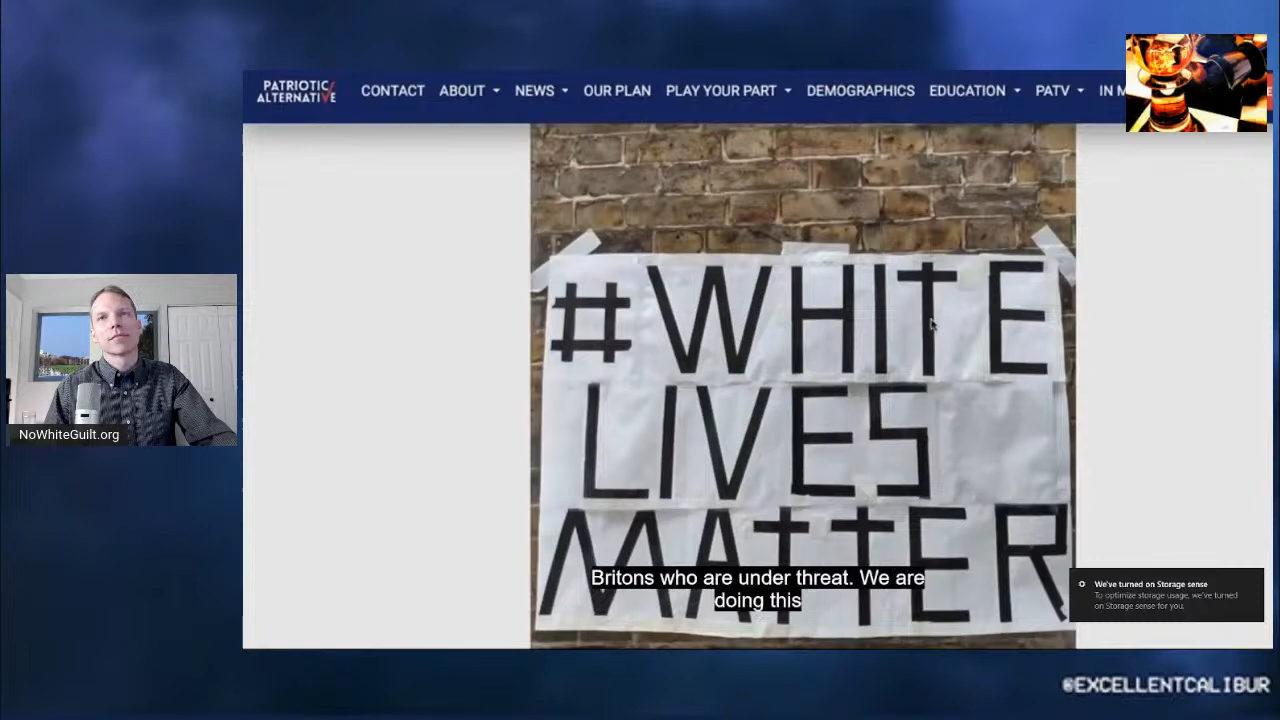 PATRIOTIC
ALTERNATIVE
CONTACT ABOUT NEWS OUR PLAN PLAY YOUR PART DEMOGRAPHICS EDUCATION PATV
#WHITE
LIVES
MATTER
Britons who are under threat. We are
doing this
NoWhiteGuilt.org
We've turned on Storage sense
To optimize storage usage, we've turned
on Storage sense for you.
@EXCELLENTCALIBUR